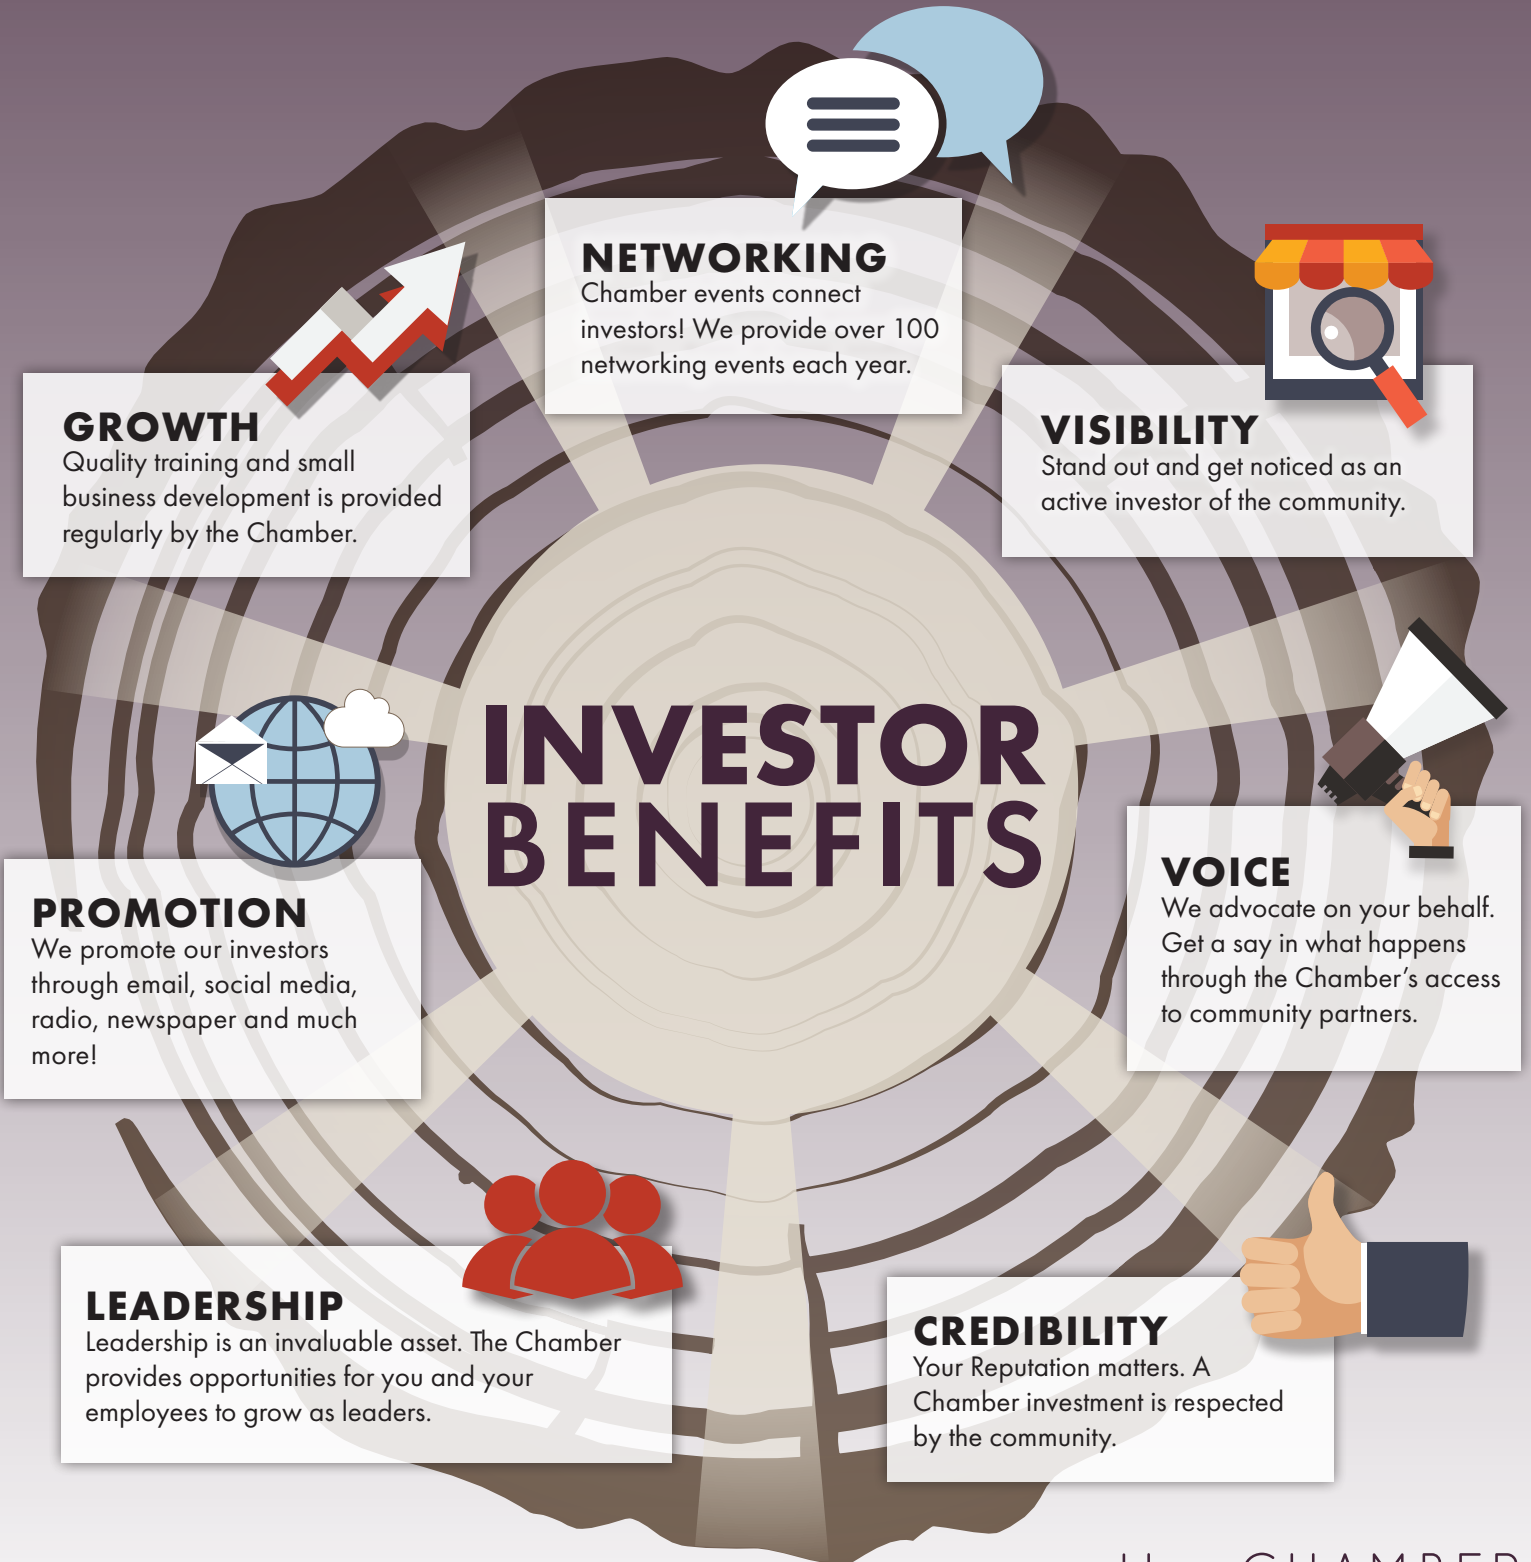 NETWORKING
Chamber events connect
investors! We provide over 100
networking events each year.
VISIBILITY
Stand out and get noticed as an
active investor of the community.
GROWTH
Quality training and small
business development is provided
regularly by the Chamber.
INVESTOR
BENEFITS
VOICE
We advocate on your behalf.
Get a say in what happens
through the Chamber's access
to community partners.
PROMOTION
We promote our investors
through email, social media,
radio, newspaper and much
more!
LEADERSHIP
Leadership is an invaluable asset. The Chamber
provides opportunities for you and your
employees to grow as leaders.
CREDIBILITY
Your Reputation matters. A
Chamber investment is respected
by the community.
CHAMBER